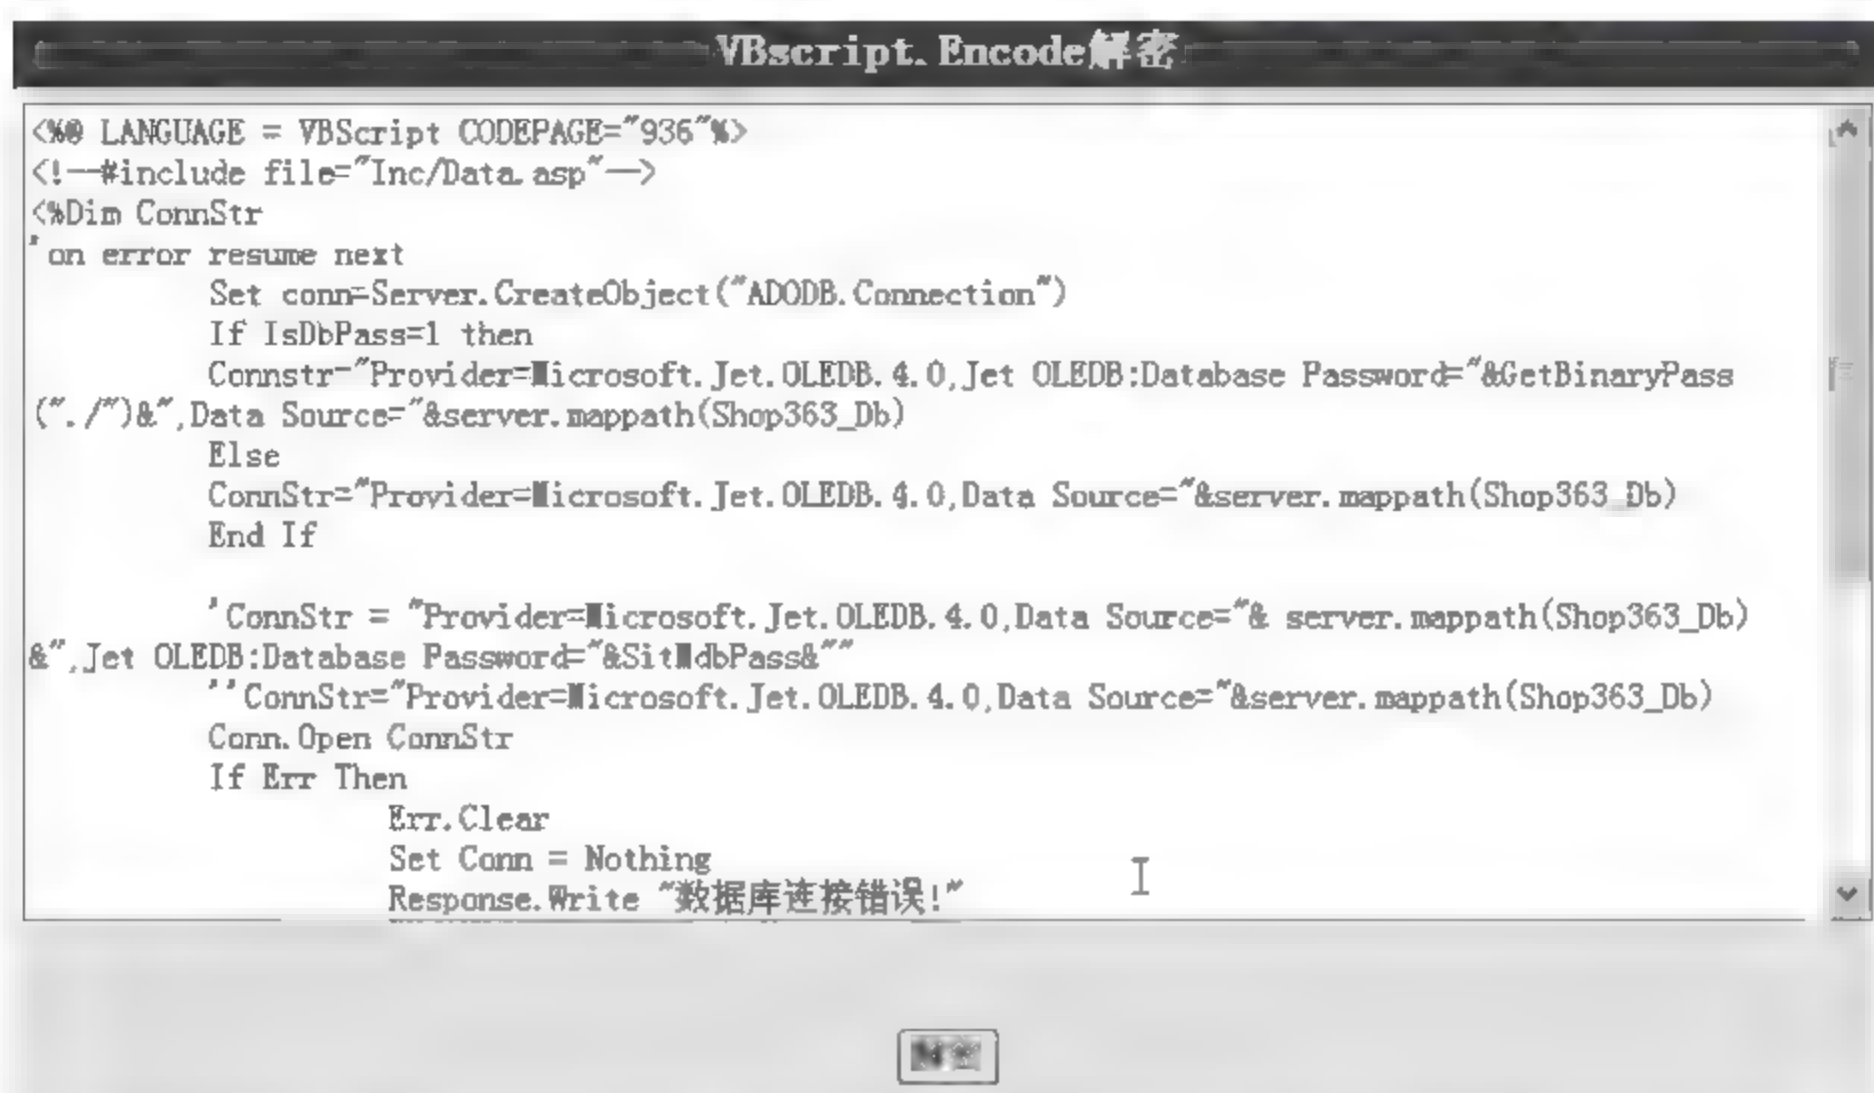 VBscript.Encode解密
<%@ LANGUAGE = VBScript CODEPAGE="936"%>
<!--#include file="Inc/Data.asp"-->
<%Dim ConnStr
'on error resume next
Set conn=Server.CreateObject("ADODB.Connection")
If IsDbPass=1 then
Connstr="Provider=Microsoft.Jet.OLEDB.4.0,Jet OLEDB:Database Password="&GetBinaryPass
("./")&",Data Source="&server.mappath(Shop363_Db)
Else
ConnStr="Provider=Microsoft.Jet.OLEDB.4.0,Data Source="&server.mappath(Shop363_Db)
End If
'ConnStr = "Provider=Microsoft.Jet.OLEDB.4.0,Data Source="& server.mappath(Shop363_Db)
&",Jet OLEDB:Database Password="&SitMdbPass&""
''ConnStr="Provider=Microsoft.Jet.OLEDB.4.0,Data Source="&server.mappath(Shop363_Db)
Conn.Open ConnStr
If Err Then
Err.Clear
Set Conn = Nothing
Response.Write "数据库连接错误!"